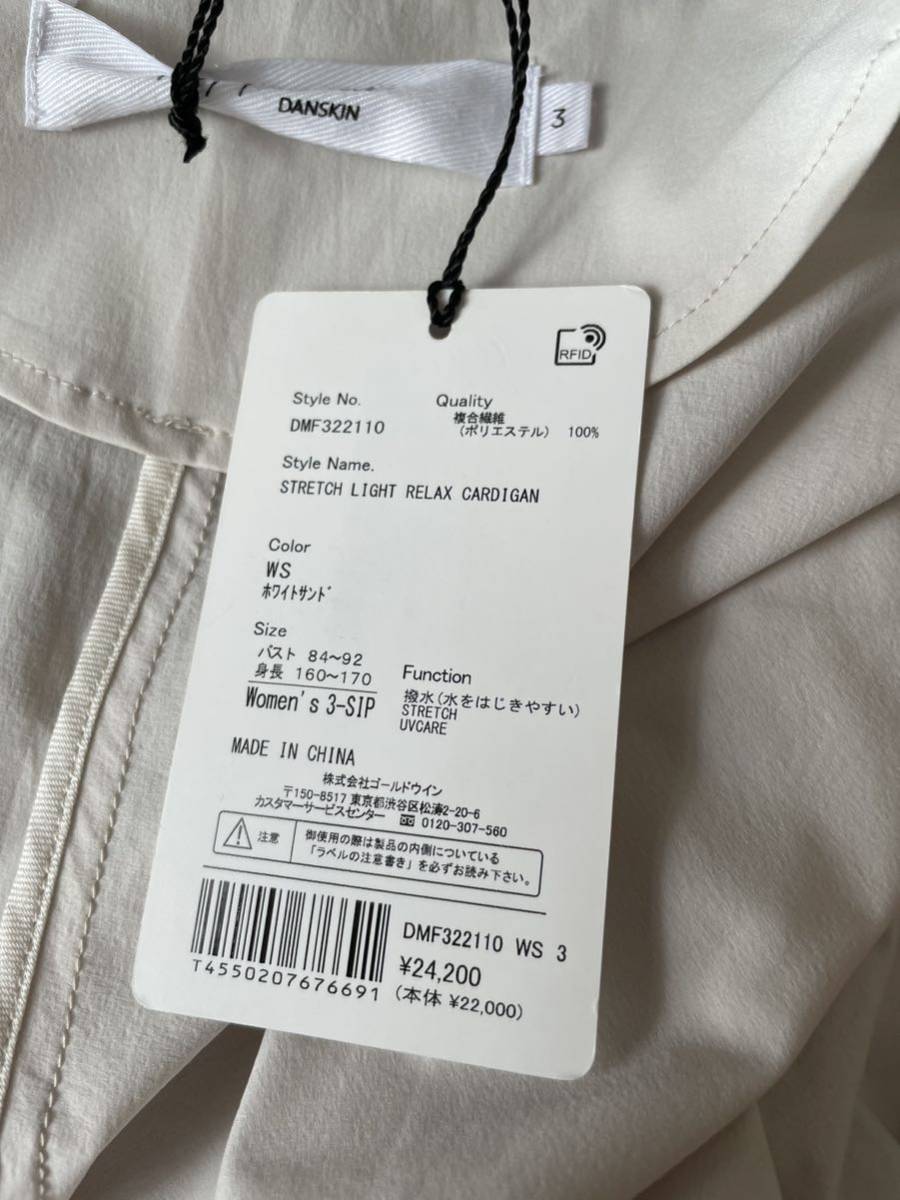 DANSKIN
3
RFID
Style No.
DMF322110
Quality
複合繊維
(ポリエステル) 100%
Style Name.
STRETCH LIGHT RELAX CARDIGAN
Color
WS
ﾎワイトサンド
Size
バスト 84~92
身長 160~170
Women's 3-SIP
Function
撥水(水をはじきやすい)
STRETCH
UVCARE
MADE IN CHINA
株式会社ゴールドウイン
〒150-8517 東京都渋谷区松濤2-20-6
カスタマーサービスセンター 0120-307-560
注意
御使用の際は製品の内側についている
「ラベルの注意書き」を必ずお読み下さい。
T4550207676691
DMF322110 WS 3
¥24,200
(本体 ¥22,000)